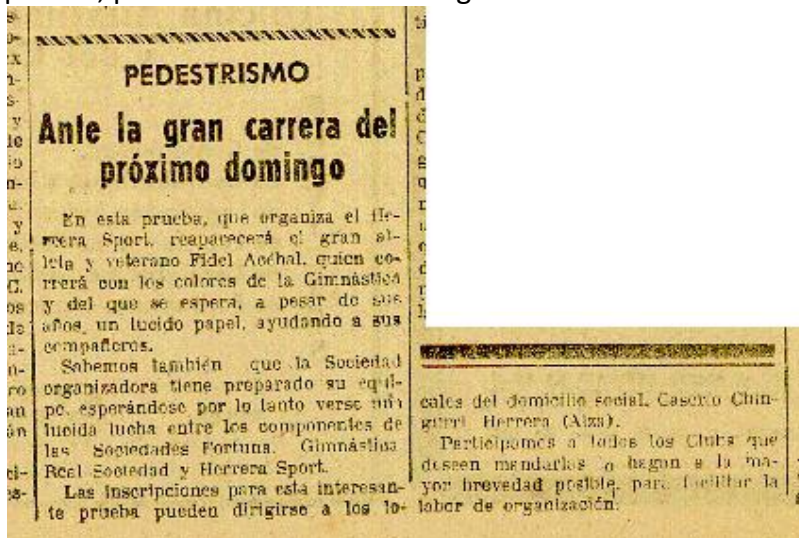 PEDESTRISMO
Ante la gran carrera del
próximo domingo
En esta prueba, que organiza el He-
rrera Sport, reaparecerá el gran at-
leta y veterano Fidel Acébal, quien co-
rrerá con los colores de la Gimnástica
y del que se espera, a pesar de sus
años, un lucido papel, ayudando a sus
compañeros.
Sabemos también que la Sociedad
organizadora tiene preparado su equi-
po, esperándose por lo tanto verse una
lucida lucha entre los componentes de
las Sociedades Fortuna, Gimnástica
Real Sociedad y Herrera Sport.
Las inscripciones para esta interesan-
te prueba pueden dirigirse a los lo-
cales del domicilio social, Caserío Chin-
gurri Herrera (Alza).
Participamos a todos los Clubs que
deseen mandarlas lo hagan a la ma-
yor brevedad posible, para facilitar la
labor de organización.